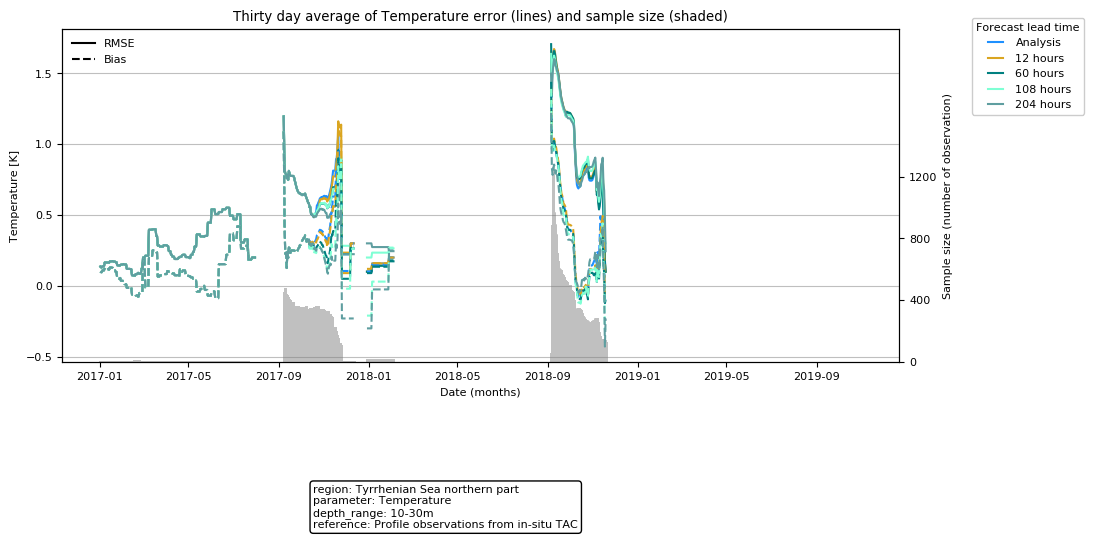 Thirty day average of Temperature error (lines) and sample size (shaded)
Forecast lead time
Analysis
12 hours
60 hours
108 hours
204 hours
RMSE
Bias
1.5
1.0
0.5
0.0
−0.5
Temperature [K]
1200
800
400
0
Sample size (number of observation)
2017-01
2017-05
2017-09
2018-01
2018-05
2018-09
2019-01
2019-05
2019-09
Date (months)
region: Tyrrhenian Sea northern part
parameter: Temperature
depth_range: 10-30m
reference: Profile observations from in-situ TAC